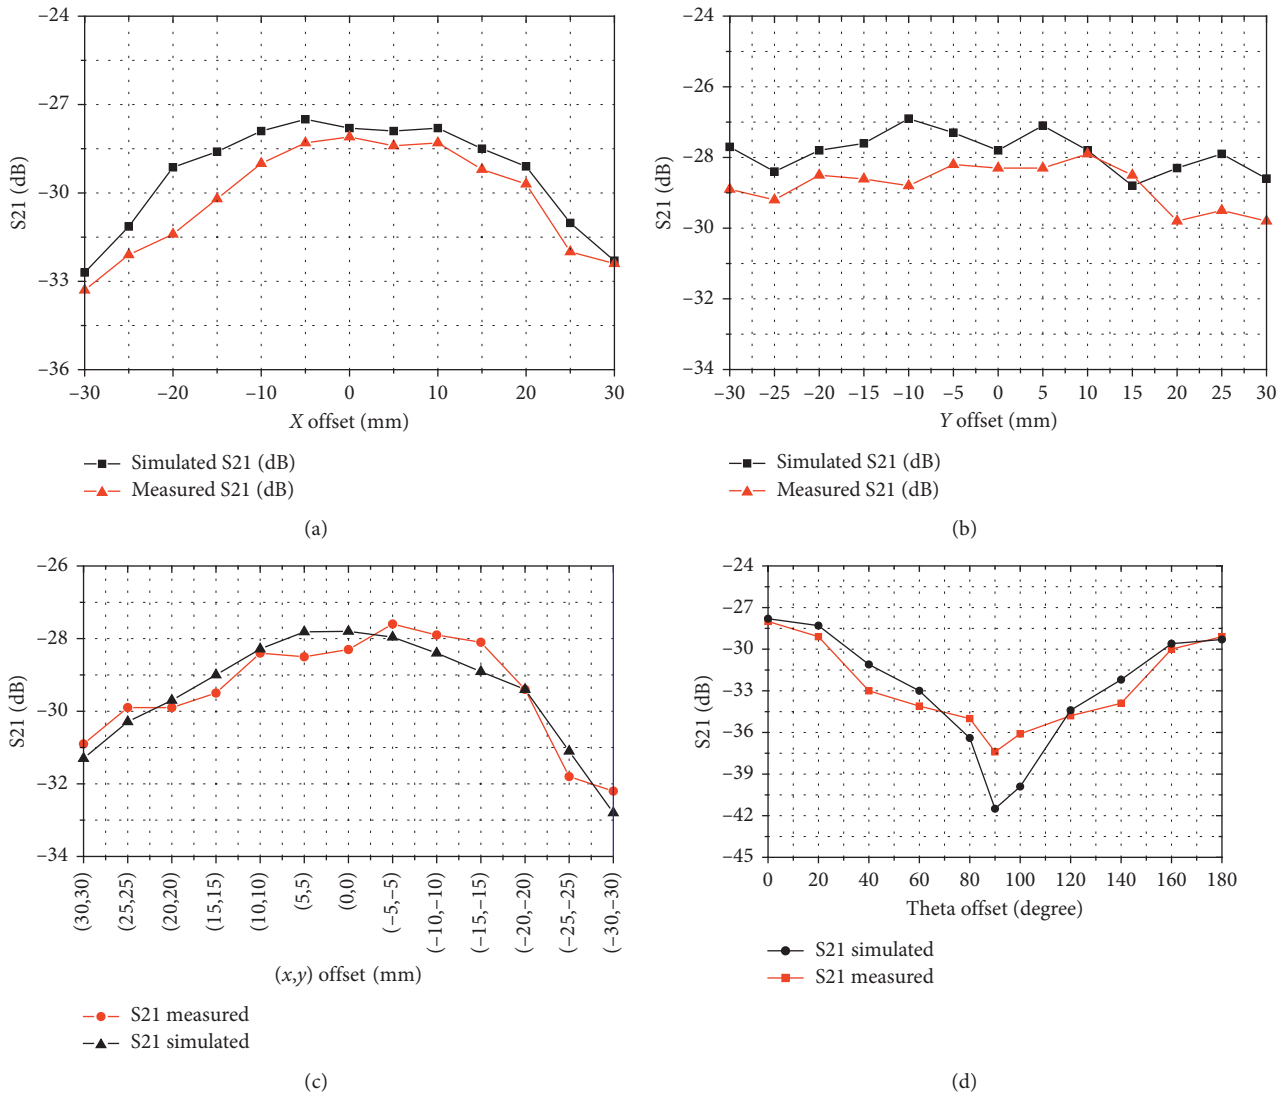 −24
−27
−30
−33
−36
S21 (dB)
−30 −20 −10 0 10 20 30
X offset (mm)
Simulated S21 (dB)
Measured S21 (dB)
(a)
−24
−26
−28
−30
−32
−34
S21 (dB)
−30 −25 −20 −15 −10 −5 0 5 10 15 20 25 30
Y offset (mm)
Simulated S21 (dB)
Measured S21 (dB)
(b)
−26
−28
−30
−32
−34
S21 (dB)
(30,30)
(25,25)
(20,20)
(15,15)
(10,10)
(5,5)
(0,0)
(−5,−5)
(−10,−10)
(−15,−15)
(−20,−20)
(−25,−25)
(−30,−30)
(x,y) offset (mm)
S21 measured
S21 simulated
(c)
−24
−27
−30
−33
−36
−39
−42
−45
S21 (dB)
0 20 40 60 80 100 120 140 160 180
Theta offset (degree)
S21 simulated
S21 measured
(d)